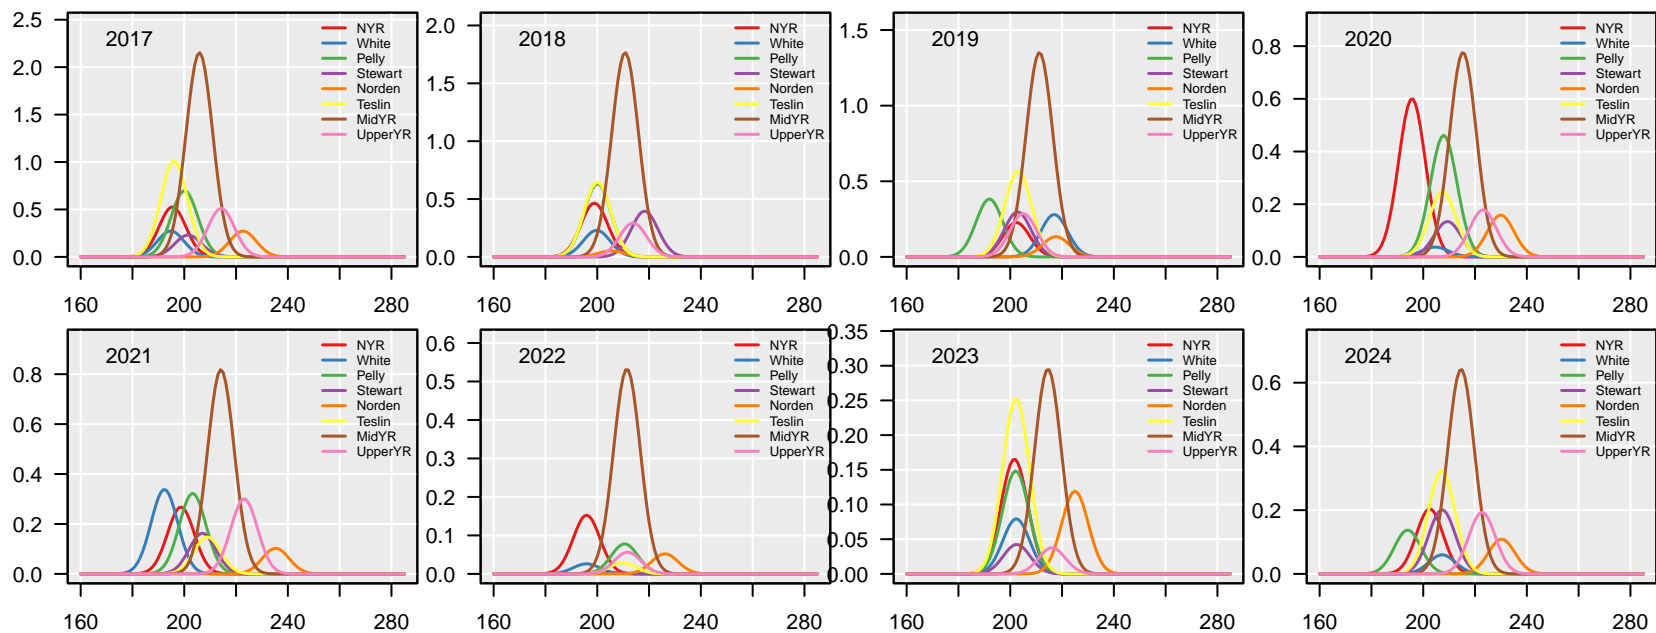 2017
NYR
White
Pelly
Stewart
Norden
Teslin
MidYR
UpperYR
2.5
2.0
1.5
1.0
0.5
0.0
160 200 240 280
2018
NYR
White
Pelly
Stewart
Norden
Teslin
MidYR
UpperYR
2.0
1.5
1.0
0.5
0.0
160 200 240 280
2019
NYR
White
Pelly
Stewart
Norden
Teslin
MidYR
UpperYR
1.5
1.0
0.5
0.0
160 200 240 280
2020
NYR
White
Pelly
Stewart
Norden
Teslin
MidYR
UpperYR
0.8
0.6
0.4
0.2
0.0
160 200 240 280
2021
NYR
White
Pelly
Stewart
Norden
Teslin
MidYR
UpperYR
0.8
0.6
0.4
0.2
0.0
160 200 240 280
2022
NYR
White
Pelly
Stewart
Norden
Teslin
MidYR
UpperYR
0.6
0.5
0.4
0.3
0.2
0.1
0.0
160 200 240 280
2023
NYR
White
Pelly
Stewart
Norden
Teslin
MidYR
UpperYR
0.35
0.30
0.25
0.20
0.15
0.10
0.05
0.00
160 200 240 280
2024
NYR
White
Pelly
Stewart
Norden
Teslin
MidYR
UpperYR
0.6
0.4
0.2
0.0
160 200 240 280